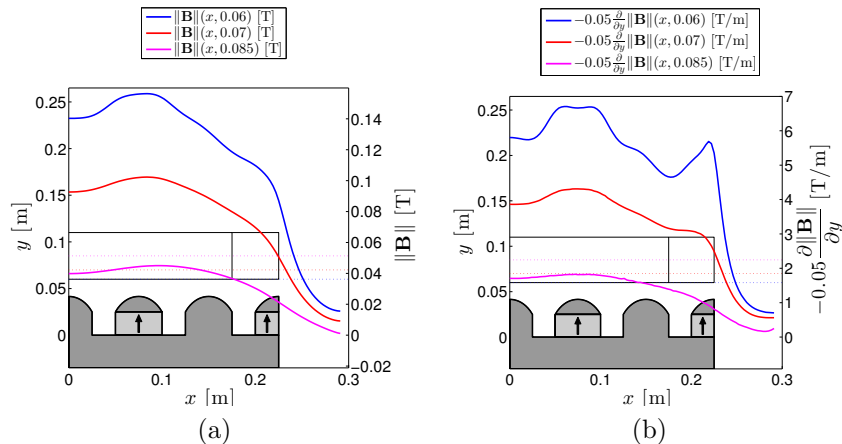 ‖B‖(x, 0.06) [T]
‖B‖(x, 0.07) [T]
‖B‖(x, 0.085) [T]
0.25
0.2
0.15
0.1
0.05
0
y [m]
0.14
0.12
0.1
0.08
0.06
0.04
0.02
0
−0.02
‖B‖ [T]
0
0.1
0.2
0.3
x [m]
(a)
−0.05 ∂/∂y ‖B‖(x, 0.06) [T/m]
−0.05 ∂/∂y ‖B‖(x, 0.07) [T/m]
−0.05 ∂/∂y ‖B‖(x, 0.085) [T/m]
0.25
0.2
0.15
0.1
0.05
0
y [m]
7
6
5
4
3
2
1
0
−0.05 ∂‖B‖/∂y [T/m]
0
0.1
0.2
0.3
x [m]
(b)